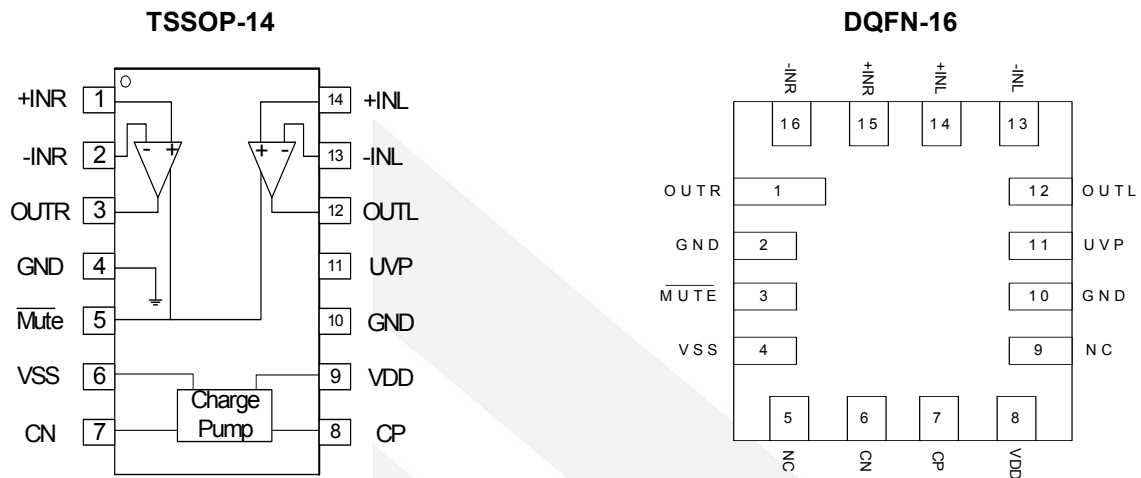 TSSOP-14
+INR 1 14 +INL
-INR 2 - + + - 13 -INL
OUTR 3 12 OUTL
GND 4 11 UVP
Mute 5 10 GND
VSS 6 9 VDD
Charge
Pump
CN 7 8 CP
DQFN-16
-INR +INR +INL -INL
16 15 14 13
OUTR 1 12 OUTL
GND 2 11 UVP
MUTE 3 10 GND
VSS 4 9 NC
5 6 7 8
NC CN CP VDD